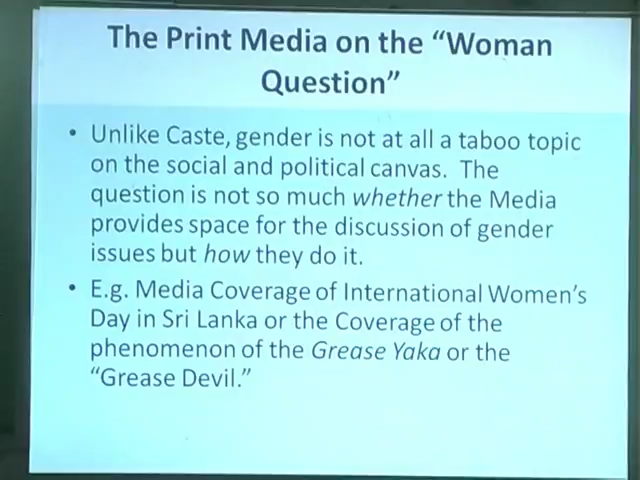 The Print Media on the “Woman
Question”
• Unlike Caste, gender is not at all a taboo topic
on the social and political canvas. The
question is not so much whether the Media
provides space for the discussion of gender
issues but how they do it.
• E.g. Media Coverage of International Women’s
Day in Sri Lanka or the Coverage of the
phenomenon of the Grease Yaka or the
“Grease Devil.”